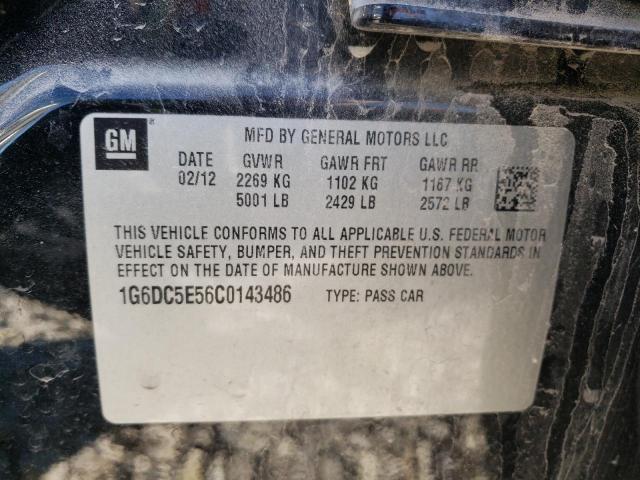 GM
MFD BY GENERAL MOTORS LLC
DATE GVWR GAWR FRT GAWR RR
02/12 2269 KG 1102 KG 1167 KG
5001 LB 2429 LB 2572 LB
THIS VEHICLE CONFORMS TO ALL APPLICABLE U.S. FEDERAL MOTOR
VEHICLE SAFETY, BUMPER, AND THEFT PREVENTION STANDARDS IN
EFFECT ON THE DATE OF MANUFACTURE SHOWN ABOVE.
1G6DC5E56C0143486 TYPE: PASS CAR